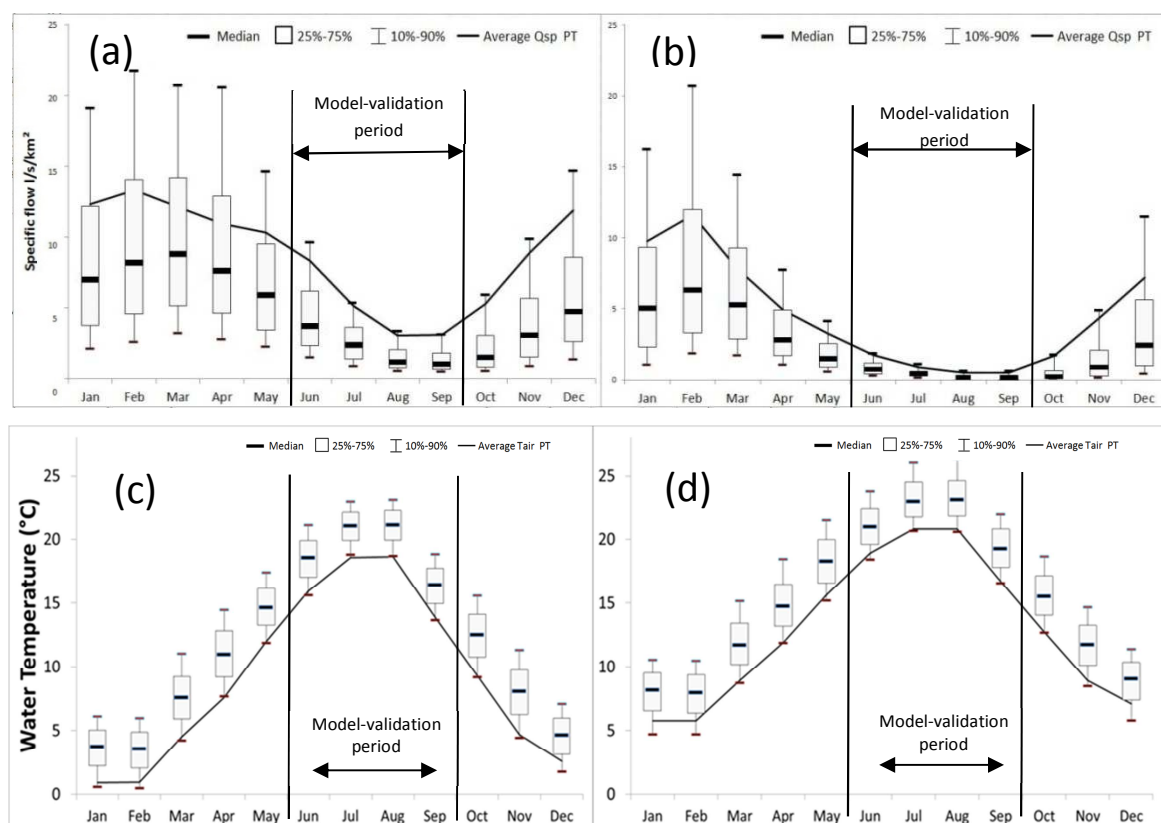 (a)
Median 25%-75% 10%-90% Average Qsp PT
Model-validation
period
Specific flow l/s/km²
25
20
15
10
5
0
Jan Feb Mar Apr May Jun Jul Aug Sep Oct Nov Dec
(b)
Median 25%-75% 10%-90% Average Qsp PT
Model-validation
period
25
20
15
10
5
0
Jan Feb Mar Apr May Jun Jul Aug Sep Oct Nov Dec
(c)
Median 25%-75% 10%-90% Average Tair PT
Water Temperature (°C)
25
20
15
10
5
0
Model-validation
period
Jan Feb Mar Apr May Jun Jul Aug Sep Oct Nov Dec
(d)
Median 25%-75% 10%-90% Average Tair PT
25
20
15
10
5
0
Model-validation
period
Jan Feb Mar Apr May Jun Jul Aug Sep Oct Nov Dec